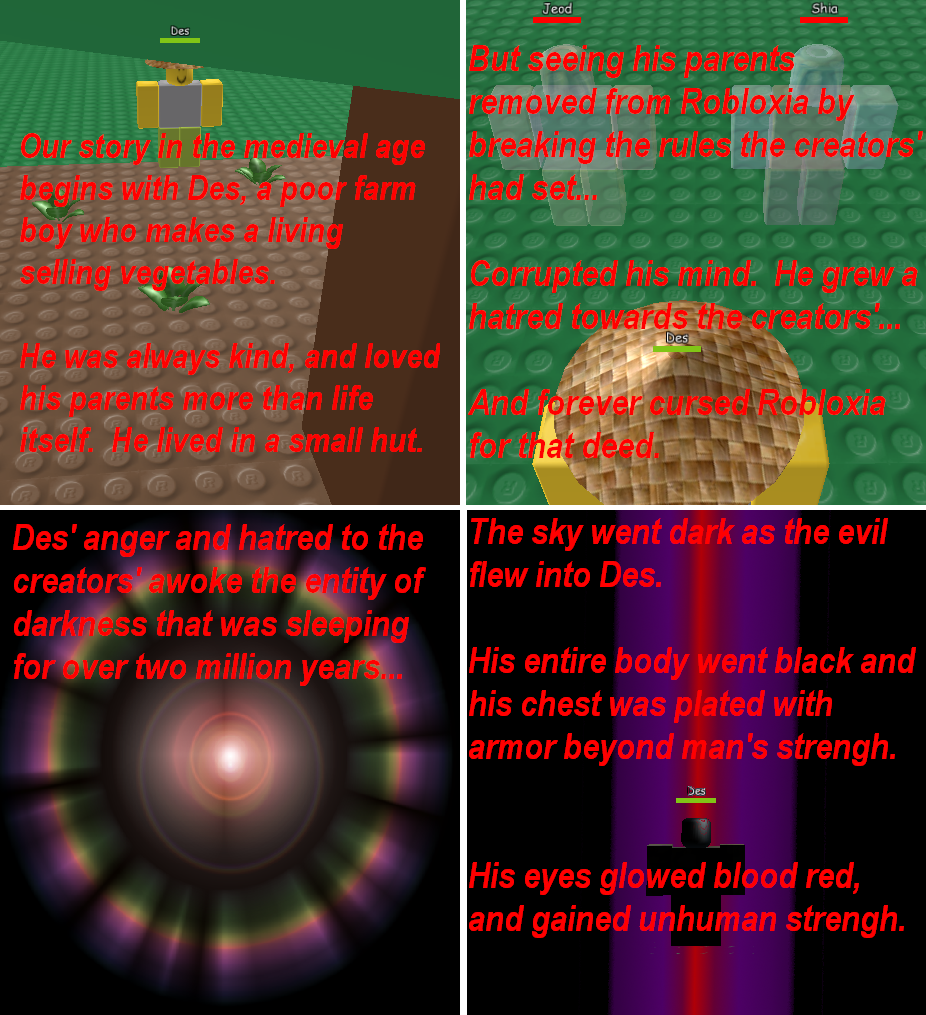 Des
Our story in the medieval age
begins with Des, a poor farm
boy who makes a living
selling vegetables.
He was always kind, and loved
his parents more than life
itself.  He lived in a small hut.
Jeod
Shia
But seeing his parents
removed from Robloxia by
breaking the rules the creators'
had set...
Corrupted his mind.  He grew a
hatred towards the creators'...
Des
And forever cursed Robloxia
for that deed.
Des' anger and hatred to the
creators' awoke the entity of
darkness that was sleeping
for over two million years...
The sky went dark as the evil
flew into Des.
His entire body went black and
his chest was plated with
armor beyond man's strengh.
Des
His eyes glowed blood red,
and gained unhuman strengh.